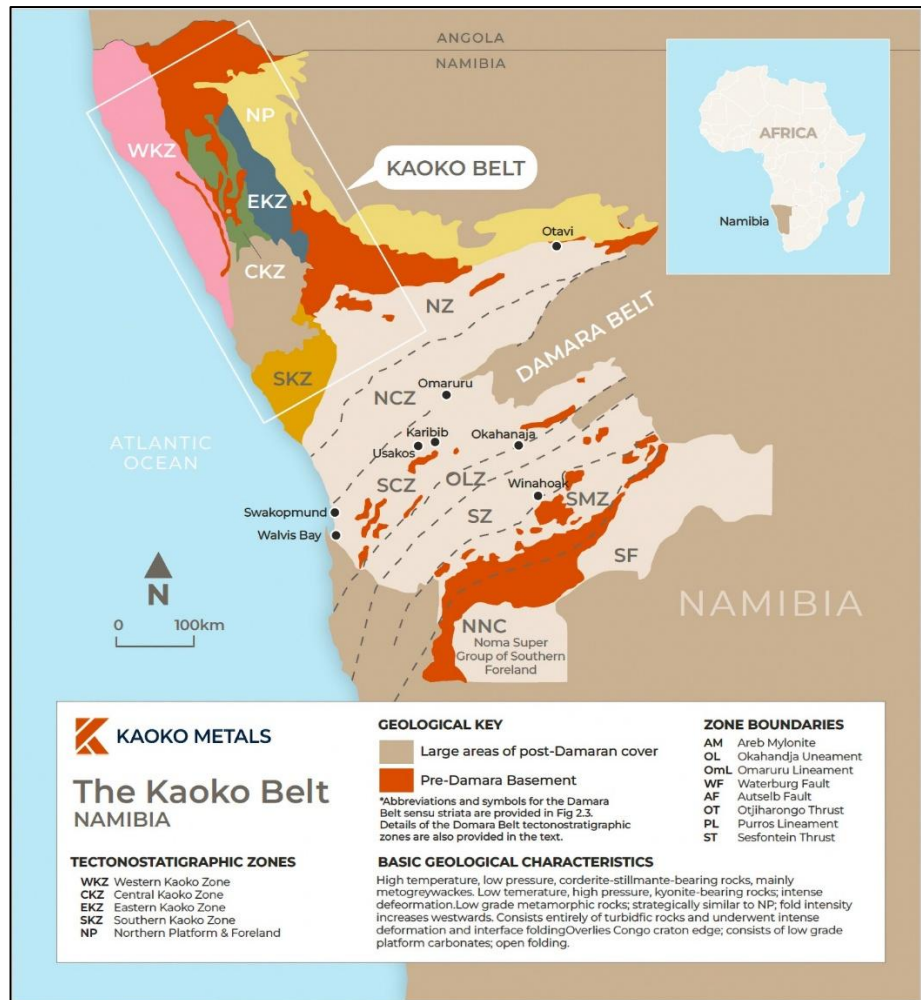 ANGOLA
NAMIBIA
NP
WKZ
KAOKO BELT
EKZ
CKZ
AFRICA
Namibia
Otavi
NZ
DAMARA BELT
SKZ
NCZ
Omaruru
Karibib
Usakos
Okahanaja
ATLANTIC
OCEAN
SCZ
OLZ
Winahoak
SZ
SMZ
Swakopmund
Walvis Bay
SF
N
0 100km
NAMIBIA
NNC
Noma Super
Group of Southern
Foreland
KAOKO METALS
The Kaoko Belt
NAMIBIA
TECTONOSTATIGRAPHIC ZONES
WKZ Western Kaoko Zone
CKZ Central Kaoko Zone
EKZ Eastern Kaoko Zone
SKZ Southern Kaoko Zone
NP Northern Platform & Foreland
GEOLOGICAL KEY
Large areas of post-Damaran cover
Pre-Damara Basement
*Abbreviations and symbols for the Damara
Belt sensu striata are provided in Fig 2.3.
Details of the Domara Belt tectonostratigraphic
zones are also provided in the text.
ZONE BOUNDARIES
AM Areb Mylonite
OL Okahandja Uneament
OmL Omaruru Lineament
WF Waterburg Fault
AF Autselb Fault
OT Otjiharongo Thrust
PL Purros Lineament
ST Sesfontein Thrust
BASIC GEOLOGICAL CHARACTERISTICS
High temperature, low pressure, corderite-stillmante-bearing rocks, mainly
metogreywackes. Low temerature, high pressure, kyonite-bearing rocks; intense
defeormation.Low grade metamorphic rocks; strategically similar to NP; fold intensity
increases westwards. Consists entirely of turbidfic rocks and underwent intense
deformation and interface foldingOverlies Congo craton edge; consists of low grade
platform carbonates; open folding.